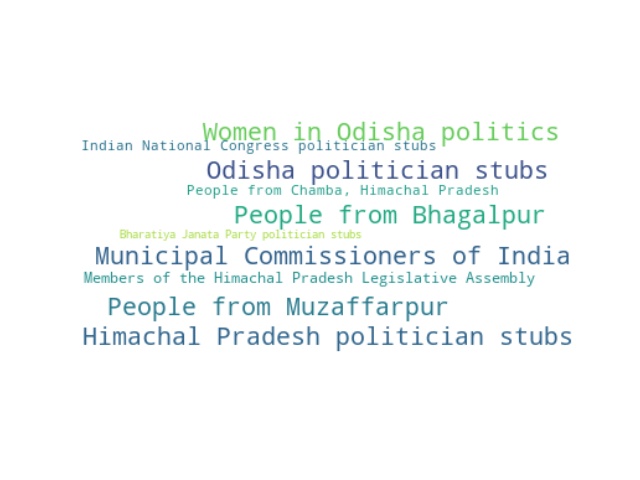 Women in Odisha politics
Indian National Congress politician stubs
Odisha politician stubs
People from Chamba, Himachal Pradesh
People from Bhagalpur
Bharatiya Janata Party politician stubs
Municipal Commissioners of India
Members of the Himachal Pradesh Legislative Assembly
People from Muzaffarpur
Himachal Pradesh politician stubs